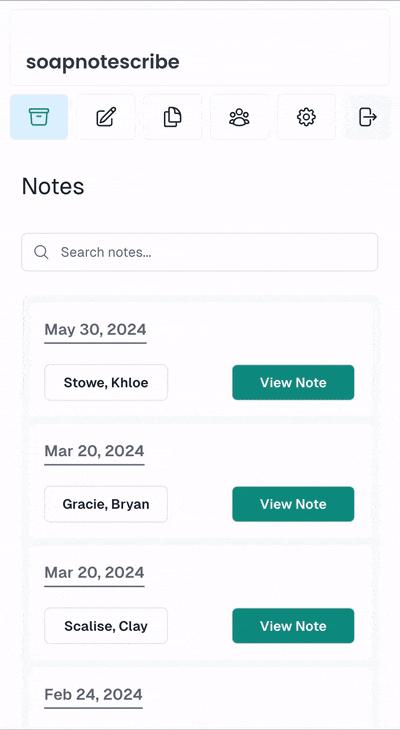 soapnotescribe
Notes
Search notes...
May 30, 2024
Stowe, Khloe
View Note
Mar 20, 2024
Gracie, Bryan
View Note
Mar 20, 2024
Scalise, Clay
View Note
Feb 24, 2024